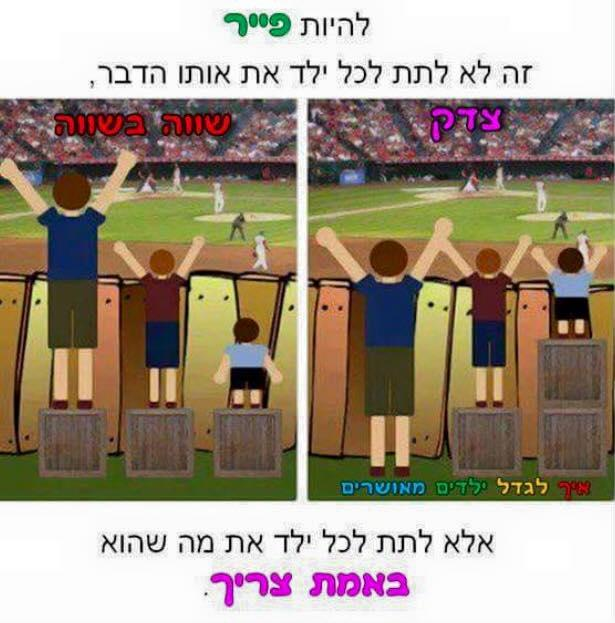 להיות פייר
זה לא לתת לכל ילד את אותו הדבר,
שווה בשווה
צדק
איך לגדל ילדים מאושרים
אלא לתת לכל ילד את מה שהוא
באמת צריך.